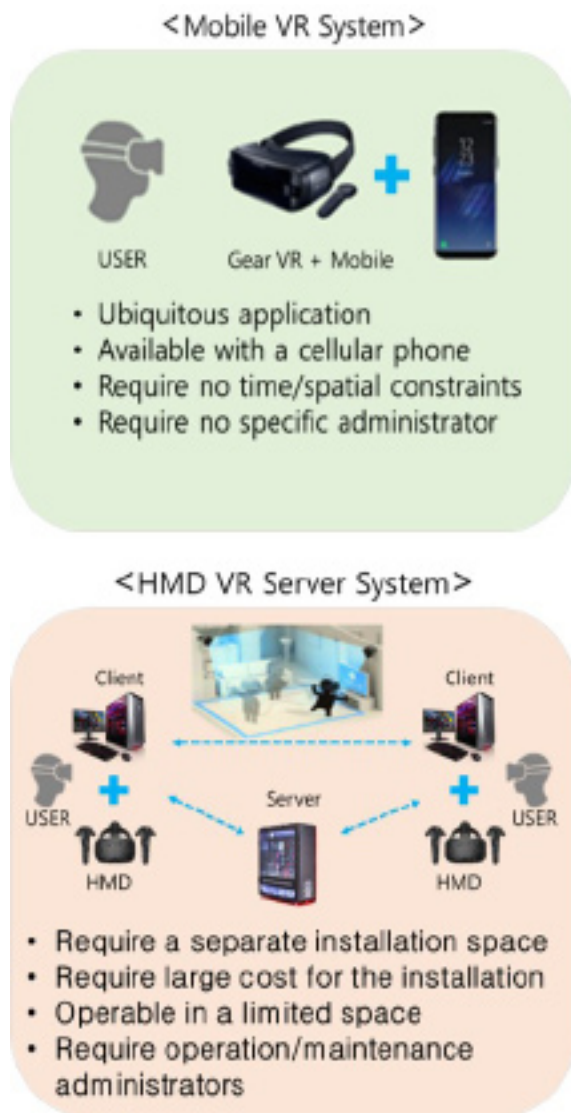 <Mobile VR System>
USER
Gear VR + Mobile
• Ubiquitous application
• Available with a cellular phone
• Require no time/spatial constraints
• Require no specific administrator
<HMD VR Server System>
Client
Client
USER
Server
USER
HMD
HMD
• Require a separate installation space
• Require large cost for the installation
• Operable in a limited space
• Require operation/maintenance
administrators